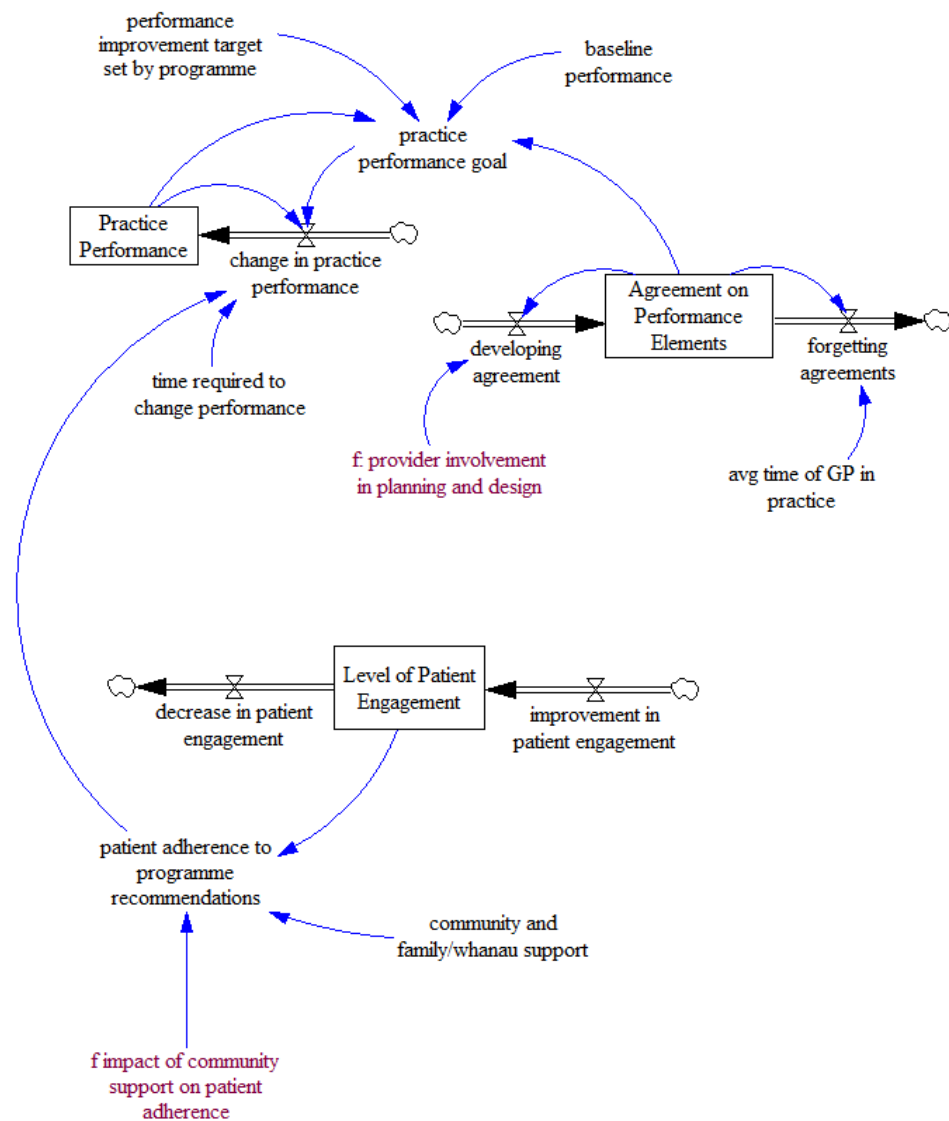 performance
improvement target
set by programme
baseline
performance
practice
performance goal
Practice
Performance
change in practice
performance
Agreement on
Performance
Elements
developing
agreement
forgetting
agreements
time required to
change performance
f: provider involvement
in planning and design
avg time of GP in
practice
Level of Patient
Engagement
decrease in patient
engagement
improvement in
patient engagement
patient adherence to
programme
recommendations
community and
family/whanau support
f impact of community
support on patient
adherence